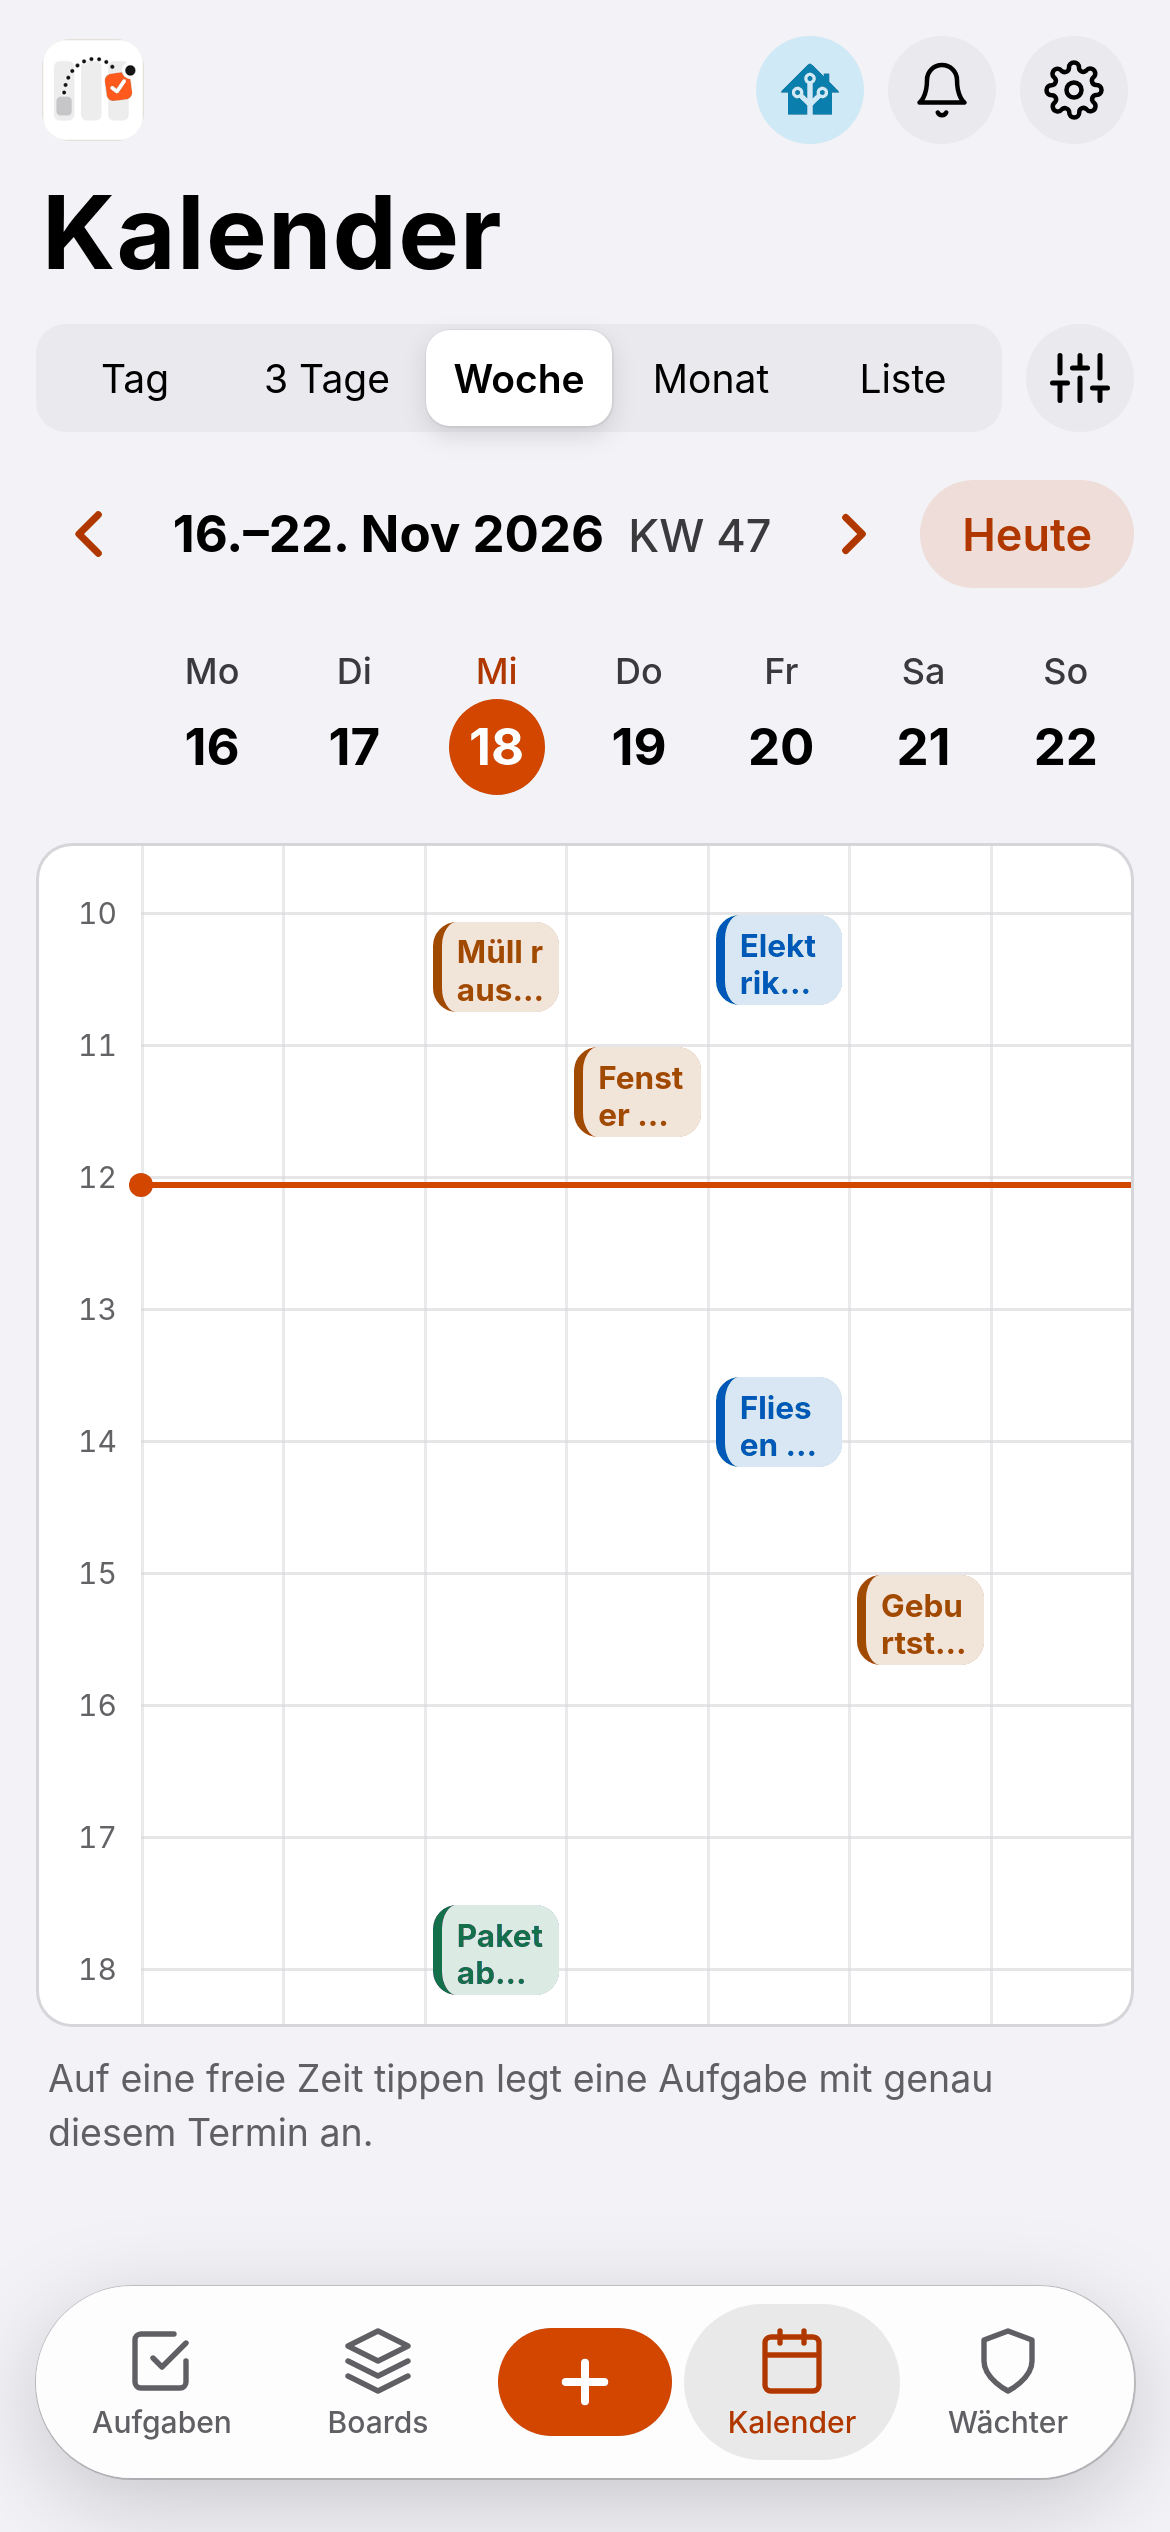 Kalender
Tag 3 Tage Woche Monat Liste
16.–22. Nov 2026 KW 47 Heute
Mo Di Mi Do Fr Sa So
16 17 18 19 20 21 22
10
Müll r
aus...
Elekt
rik...
11
Fenst
er ...
12
13
Flies
en ...
14
15
Gebu
rtst...
16
17
Paket
ab...
18
Auf eine freie Zeit tippen legt eine Aufgabe mit genau
diesem Termin an.
Aufgaben Boards Kalender Wächter